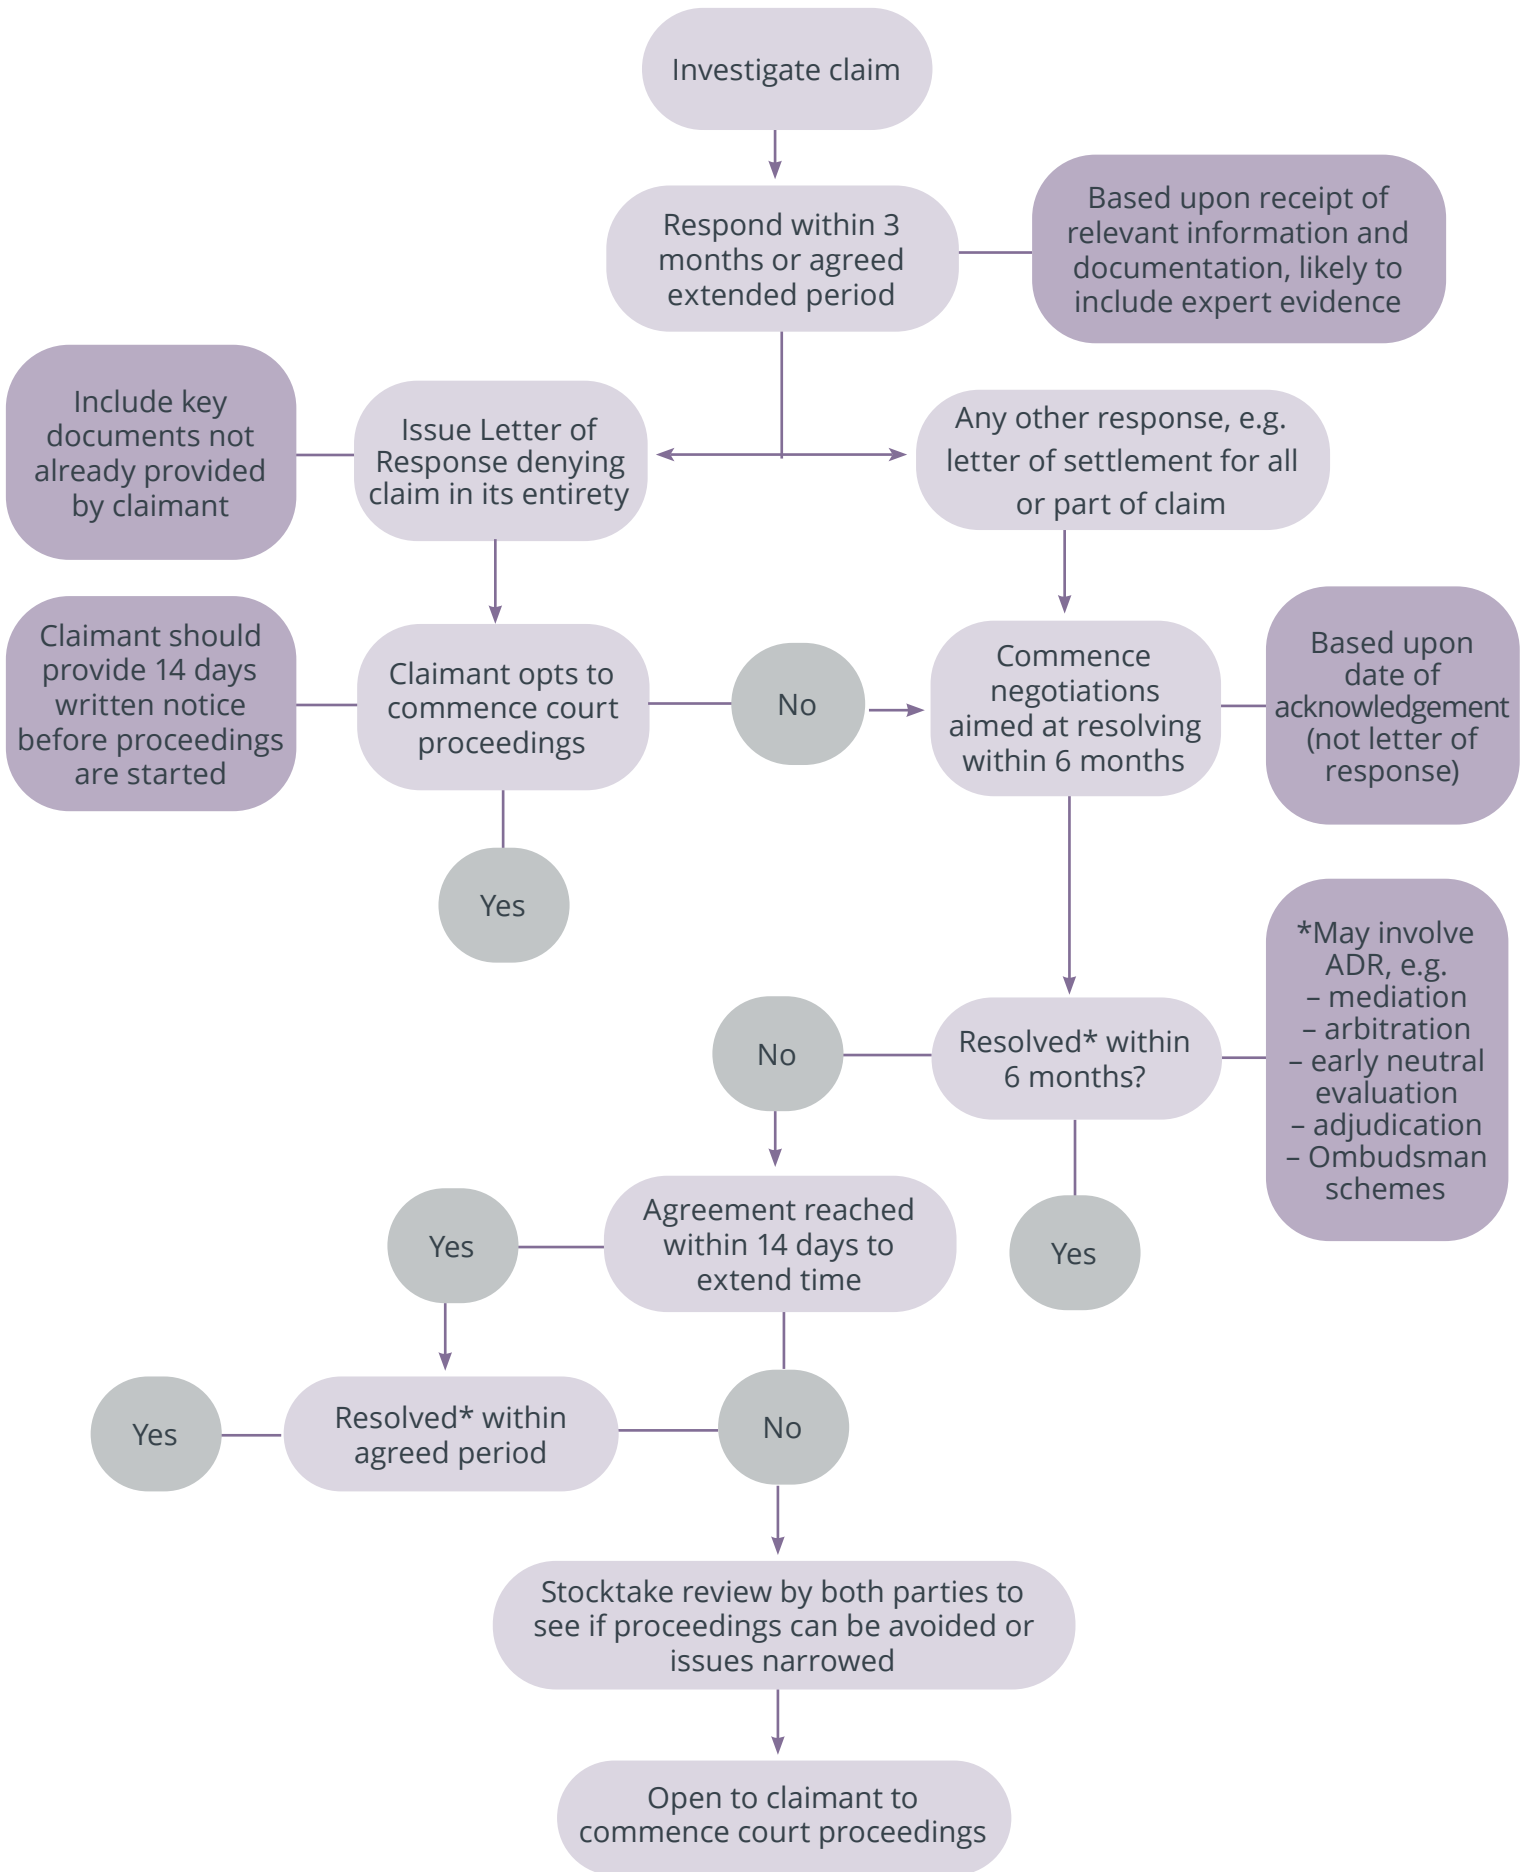 Investigate claim
Respond within 3
months or agreed
extended period
Based upon receipt of
relevant information and
documentation, likely to
include expert evidence
Include key
documents not
already provided
by claimant
Issue Letter of
Response denying
claim in its entirety
Any other response, e.g.
letter of settlement for all
or part of claim
Claimant should
provide 14 days
written notice
before proceedings
are started
Claimant opts to
commence court
proceedings
No
Commence
negotiations
aimed at resolving
within 6 months
Based upon
date of
acknowledgement
(not letter of
response)
Yes
*May involve
ADR, e.g.
– mediation
– arbitration
– early neutral
evaluation
– adjudication
– Ombudsman
schemes
No
Resolved* within
6 months?
Yes
Agreement reached
within 14 days to
extend time
Yes
Yes
Resolved* within
agreed period
No
Stocktake review by both parties to
see if proceedings can be avoided or
issues narrowed
Open to claimant to
commence court proceedings